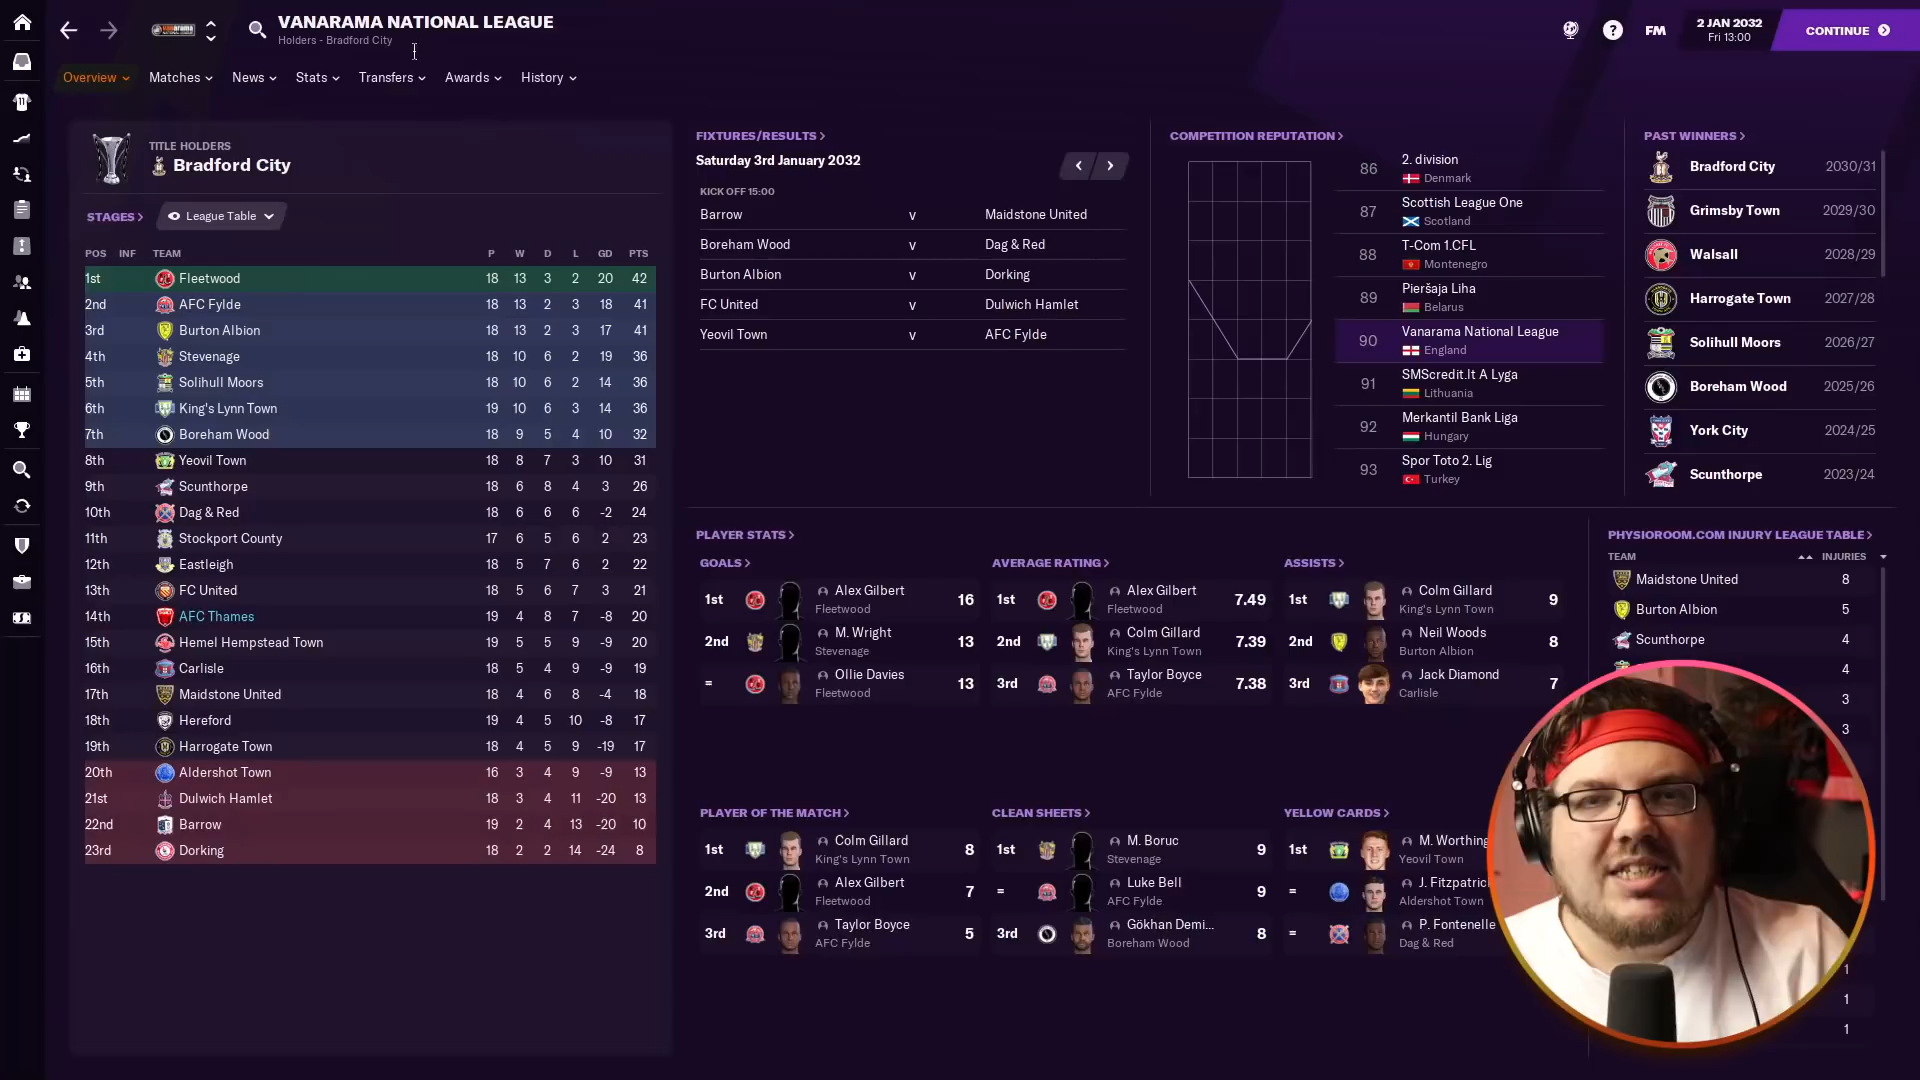 VANARAMA NATIONAL LEAGUE
Holders - Bradford City
? FM 2 JAN 2032
Fri 13:00
CONTINUE
Overview Matches News Stats Transfers Awards History
TITLE HOLDERS
Bradford City
STAGES League Table
POS INF TEAM P W D L GD PTS
1st Fleetwood 18 13 3 2 20 42
2nd AFC Fylde 18 13 2 3 18 41
3rd Burton Albion 18 13 2 3 17 41
4th Stevenage 18 10 6 2 19 36
5th Solihull Moors 18 10 6 2 14 36
6th King's Lynn Town 19 10 6 3 14 36
7th Boreham Wood 18 9 5 4 10 32
8th Yeovil Town 18 8 7 3 10 31
9th Scunthorpe 18 6 8 4 3 26
10th Dag & Red 18 6 6 6 -2 24
11th Stockport County 17 6 5 6 2 23
12th Eastleigh 18 5 7 6 2 22
13th FC United 18 5 6 7 3 21
14th AFC Thames 19 4 8 7 -8 20
15th Hemel Hempstead Town 19 5 5 9 -9 20
16th Carlisle 18 5 4 9 -9 19
17th Maidstone United 18 4 6 8 -4 18
18th Hereford 19 4 5 10 -8 17
19th Harrogate Town 18 4 5 9 -19 17
20th Aldershot Town 16 3 4 9 -9 13
21st Dulwich Hamlet 18 3 4 11 -20 13
22nd Barrow 19 2 4 13 -20 10
23rd Dorking 18 2 2 14 -24 8
FIXTURES/RESULTS
Saturday 3rd January 2032
KICK OFF 15:00
Barrow v Maidstone United
Boreham Wood v Dag & Red
Burton Albion v Dorking
FC United v Dulwich Hamlet
Yeovil Town v AFC Fylde
COMPETITION REPUTATION
86 2. division
Denmark
87 Scottish League One
Scotland
88 T-Com 1.CFL
Montenegro
89 Pieršaja Liha
Belarus
90 Vanarama National League
England
91 SMScredit.lt A Lyga
Lithuania
92 Merkantil Bank Liga
Hungary
93 Spor Toto 2. Lig
Turkey
PAST WINNERS
Bradford City 2030/31
Grimsby Town 2029/30
Walsall 2028/29
Harrogate Town 2027/28
Solihull Moors 2026/27
Boreham Wood 2025/26
York City 2024/25
Scunthorpe 2023/24
PLAYER STATS
GOALS
1st Alex Gilbert 16
Fleetwood
2nd M. Wright 13
Stevenage
= Ollie Davies 13
Fleetwood
AVERAGE RATING
1st Alex Gilbert 7.49
Fleetwood
2nd Colm Gillard 7.39
King's Lynn Town
3rd Taylor Boyce 7.38
AFC Fylde
ASSISTS
1st Colm Gillard 9
King's Lynn Town
2nd Neil Woods 8
Burton Albion
3rd Jack Diamond 7
Carlisle
PHYSIOROOM.COM INJURY LEAGUE TABLE
TEAM INJURIES
Maidstone United 8
Burton Albion 5
Scunthorpe 4
4
3
3
1
1
1
PLAYER OF THE MATCH
1st Colm Gillard 8
King's Lynn Town
2nd Alex Gilbert 7
Fleetwood
3rd Taylor Boyce 5
AFC Fylde
CLEAN SHEETS
1st M. Boruc 9
Stevenage
= Luke Bell 9
AFC Fylde
3rd Gökhan Demi... 8
Boreham Wood
YELLOW CARDS
1st M. Worthing
Yeovil Town
= J. Fitzpatric
Aldershot Town
= P. Fontenelle
Dag & Red